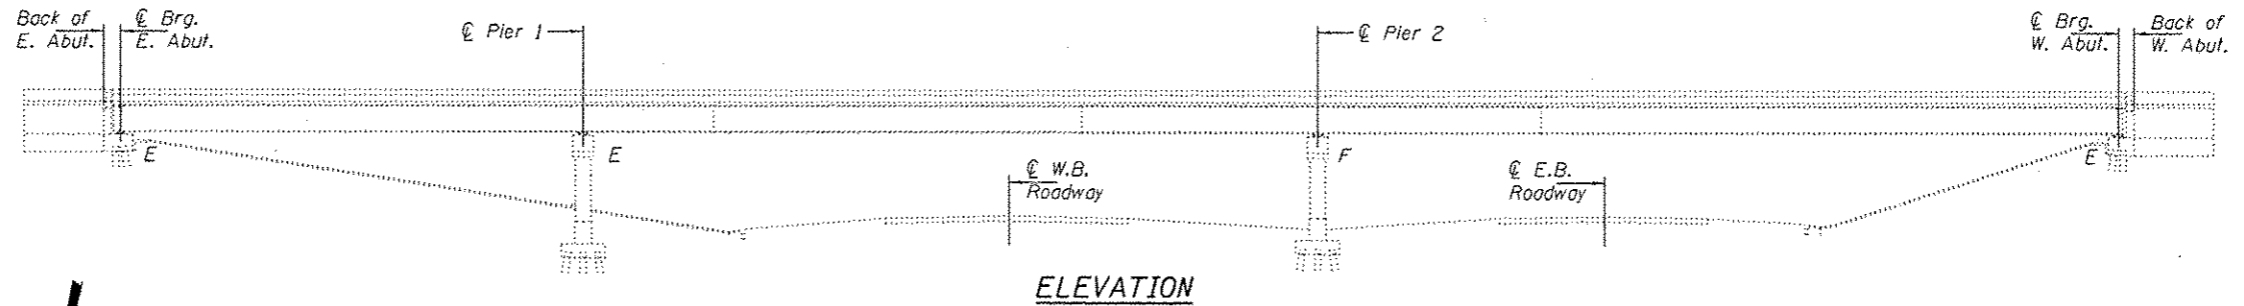 Back of
E. Abut.
℄ Brg.
E. Abut.
℄ Pier 1
℄ Pier 2
℄ Brg.
W. Abut.
Back of
W. Abut.
E
E
F
E
℄ W.B.
Roadway
℄ E.B.
Roadway
ELEVATION